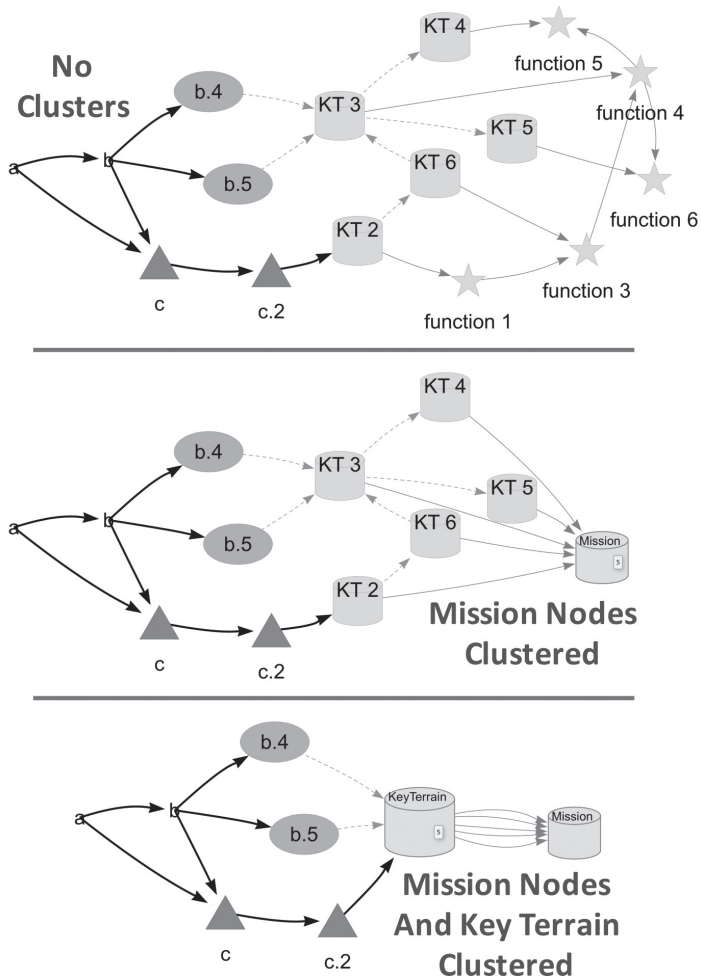 No
Clusters
KT 4
function 5
b.4
KT 3
function 4
KT 5
a
b
b.5
KT 6
function 6
KT 2
function 3
c
c.2
function 1
KT 4
b.4
KT 3
KT 5
a
b
b.5
KT 6
Mission
s
KT 2
Mission Nodes
Clustered
c
c.2
b.4
KeyTerrain
s
Mission
a
b
b.5
Mission Nodes
And Key Terrain
Clustered
c
c.2